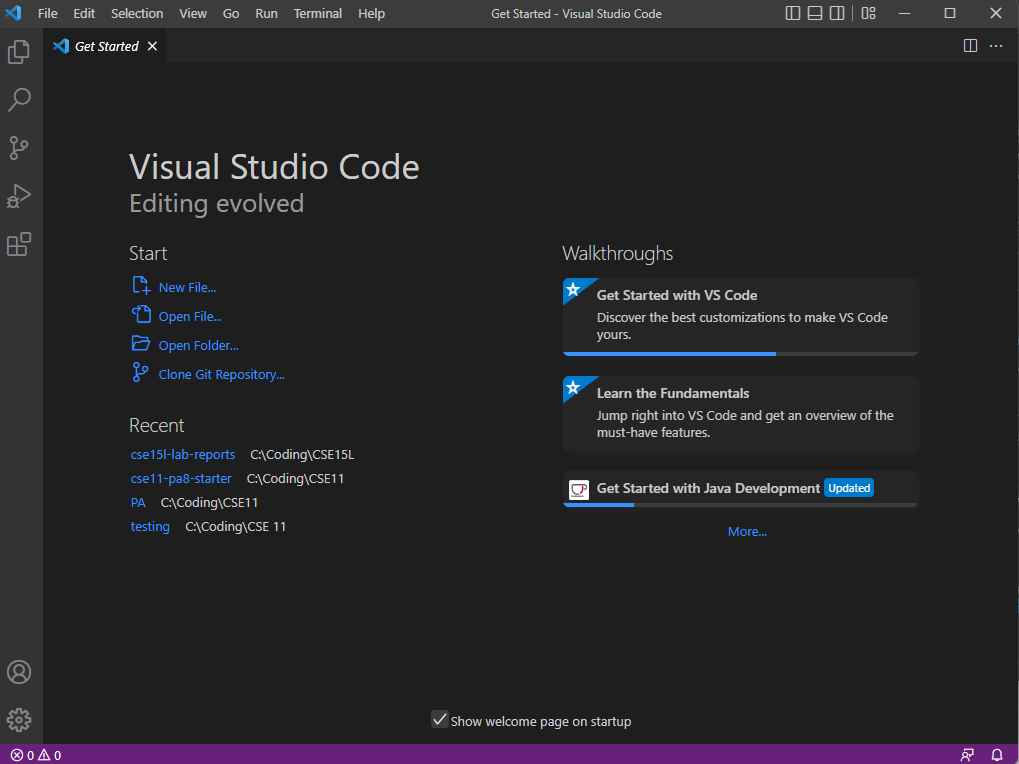 File Edit Selection View Go Run Terminal Help Get Started - Visual Studio Code
Get Started
Visual Studio Code
Editing evolved
Start
New File...
Open File...
Open Folder...
Clone Git Repository...
Recent
cse15l-lab-reports C:\Coding\CSE15L
cse11-pa8-starter C:\Coding\CSE11
PA C:\Coding\CSE11
testing C:\Coding\CSE 11
Walkthroughs
Get Started with VS Code
Discover the best customizations to make VS Code
yours.
Learn the Fundamentals
Jump right into VS Code and get an overview of the
must-have features.
Get Started with Java Development Updated
More...
Show welcome page on startup
0 0